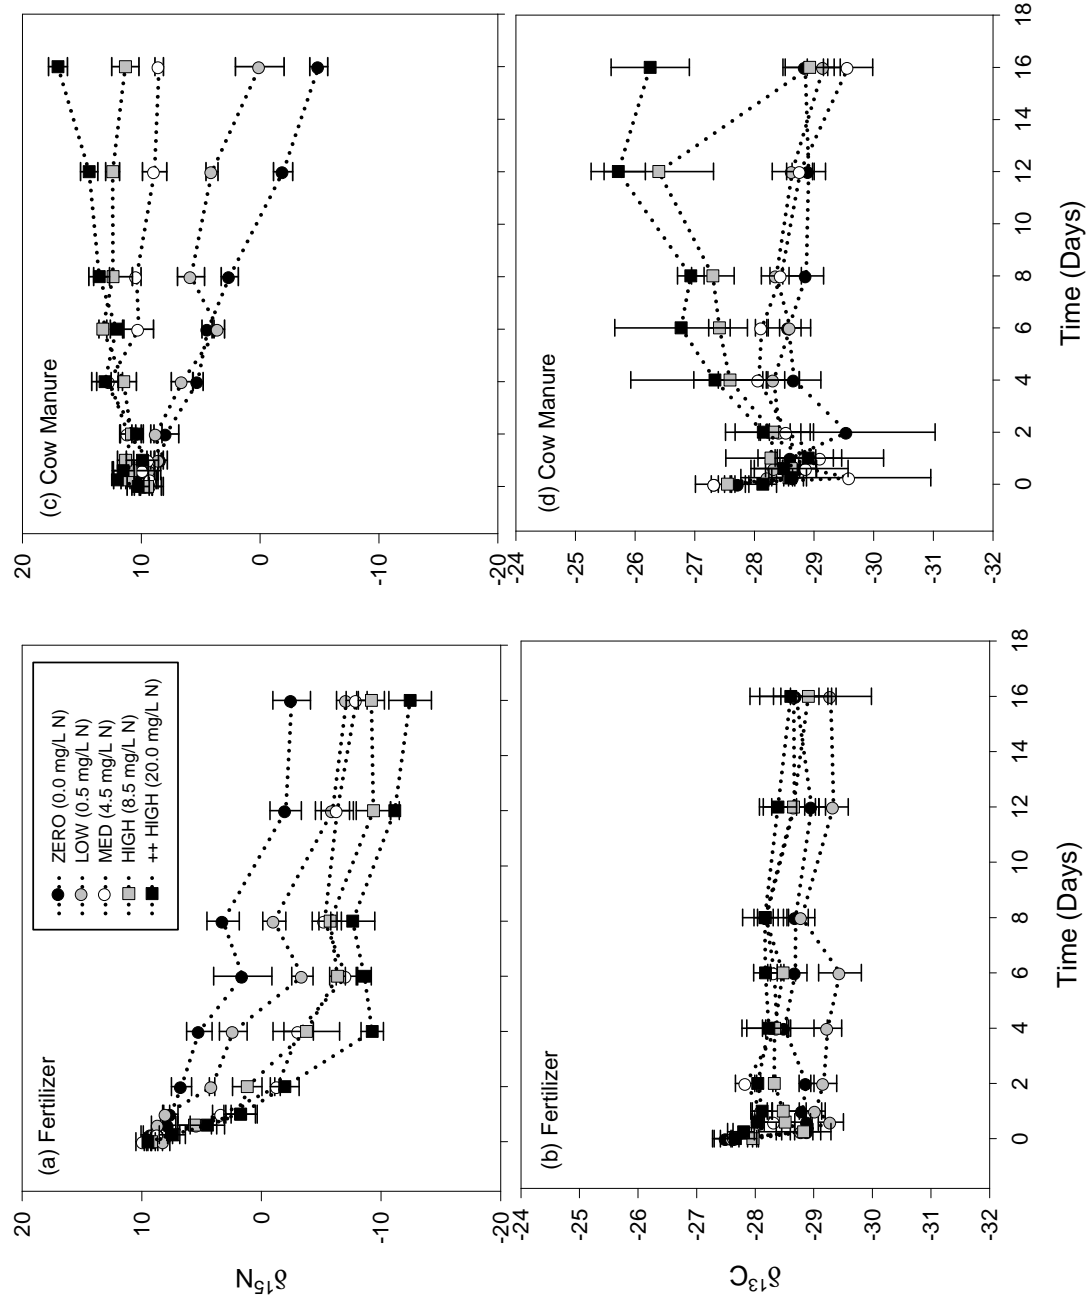 (a) Fertilizer
ZERO (0.0 mg/L N)
LOW (0.5 mg/L N)
MED (4.5 mg/L N)
HIGH (8.5 mg/L N)
++ HIGH (20.0 mg/L N)
δ¹⁵N
20
10
0
-10
-20
(c) Cow Manure
20
10
0
-10
-20
(b) Fertilizer
δ¹³C
-24
-25
-26
-27
-28
-29
-30
-31
-32
0 2 4 6 8 10 12 14 16 18
Time (Days)
(d) Cow Manure
-24
-25
-26
-27
-28
-29
-30
-31
-32
0 2 4 6 8 10 12 14 16 18
Time (Days)